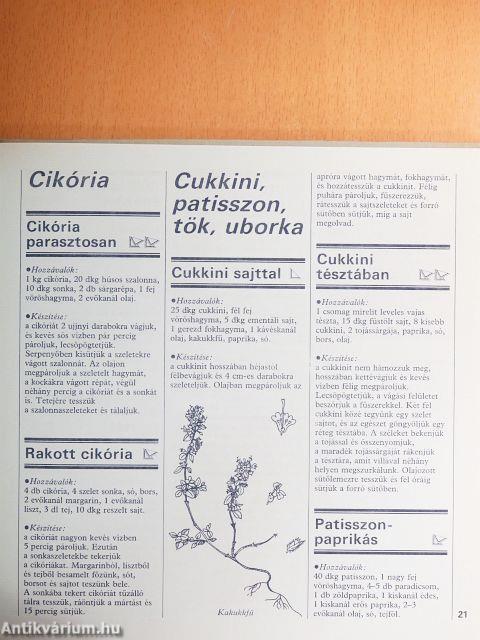 Cikória
Cikória
parasztosan
●Hozzávalók:
1 kg cikória, 20 dkg húsos szalonna,
10 dkg sonka, 2 db sárgarépa, 1 fej
vöröshagyma, 2 evőkanál olaj.
●Készítése:
a cikóriát 2 ujjnyi darabokra vágjuk,
és kevés sós vízben pár percig
pároljuk, lecsöpögtetjük.
Serpenyőben kisütjük a szeletekre
vágott szalonnát. Az olajon
megpároljuk a szeletelt hagymát,
a kockákra vágott répát, végül
néhány percig a cikóriát és a sonkát
is. Tetejére tesszük
a szalonnaszeleteket és tálaljuk.
Rakott cikória
●Hozzávalók:
4 db cikória, 4 szelet sonka, só, bors,
2 evőkanál margarin, 1 evőkanál
liszt, 3 dl tej, 10 dkg reszelt sajt.
●Készítése:
a cikóriát nagyon kevés vízben
5 percig pároljuk. Ezután
a sonkaszeletekbe tekerjük
a cikóriákat. Margarinból, lisztből
és tejből besamelt főzünk, sót,
borsot és sajtot teszünk bele.
A sonkába tekert cikóriát tűzálló
tálra tesszük, ráöntjük a mártást és
15 percig sütjük.
Cukkini,
patisszon,
tök, uborka
Cukkini sajttal
●Hozzávalók:
25 dkg cukkini, fél fej
vöröshagyma, 5 dkg ementáli sajt,
1 gerezd fokhagyma, 1 kávéskanál
olaj, kakukkfű, paprika, só.
●Készítése:
a cukkinit hosszában héjastól
félbevágjuk és 4 cm-es darabokra
szeleteljük. Olajban megpároljuk az
Kakukkfű
apróra vágott hagymát, fokhagymát,
és hozzátesszük a cukkinit. Félig
puhára pároljuk, fűszerezzük,
rátesszük a sajtszeleteket és forró
sütőben sütjük, míg a sajt
megolvad.
Cukkini
tésztában
●Hozzávalók:
1 csomag mirelit leveles vajas
tészta, 15 dkg füstölt sajt, 8 kisebb
cukkini, 2 tojássárgája, paprika, só,
bors, olaj.
●Készítése:
a cukkinit nem hámozzuk meg,
hosszában kettévágjuk és kevés
vízben félig megpároljuk.
Lecsöpögtetjük, a vágási felületet
beszórjuk a fűszerekkel. Két fél
cukkini közé tegyünk egy szelet
sajtot, és az egészet göngyöljük egy
réteg tésztába. A széleket bekenjük
a tojással és összenyomjuk,
a maradék tojássárgáját rákenjük
a tésztára, amit villával néhány
helyen megszurkálunk. Olajozott
sütőlemezre tesszük és fél óráig
sütjük a forró sütőben.
Patisszon-
paprikás
●Hozzávalók:
40 dkg patisszon, 1 nagy fej
vöröshagyma, 4–5 db paradicsom,
1 db zöldpaprika, 1 kiskanál édes,
1 kiskanál erős paprika, 2–3
evőkanál olaj, só, tejföl.
21
Antikvárium.hu